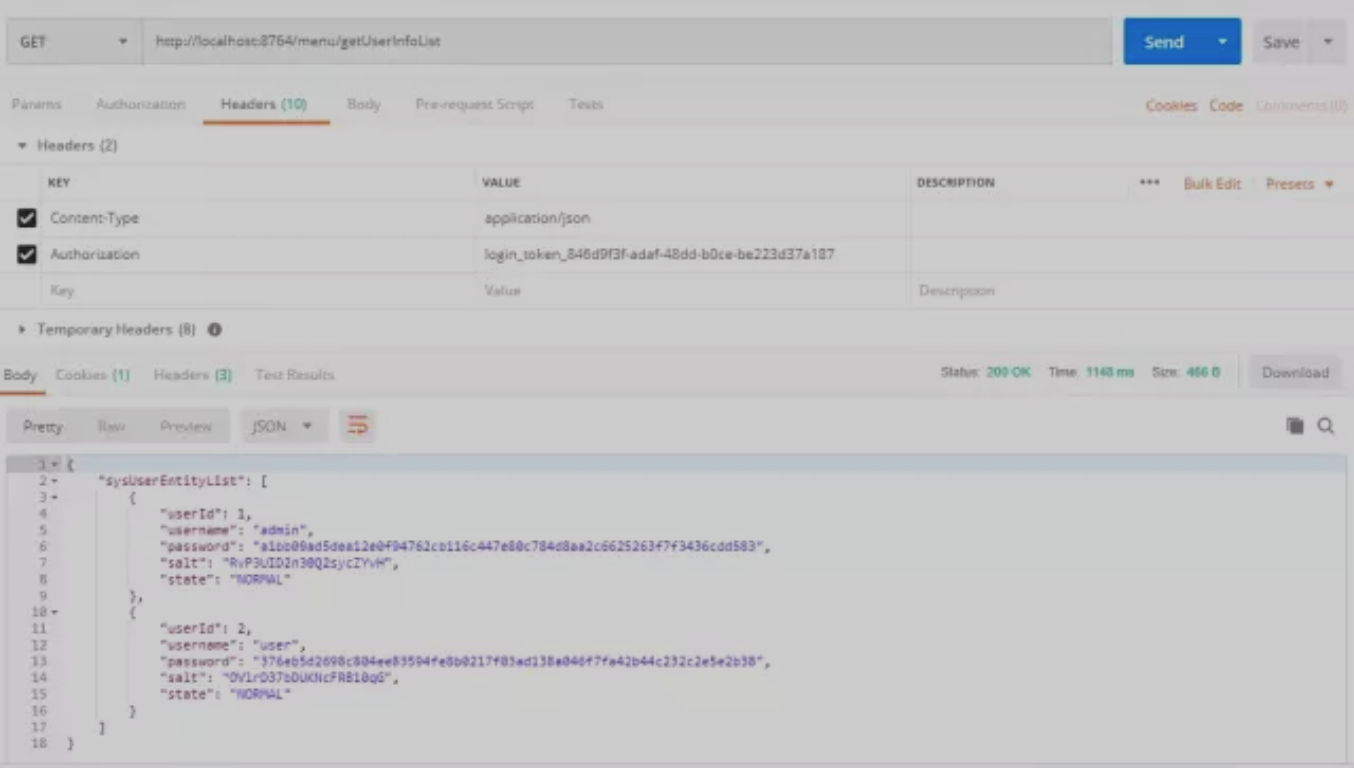 GET http://localhost:8764/menu/getUserInfoList Send Save
Params Authorization Headers (10) Body Pre-request Script Tests Cookies Code Comments (0)
Headers (2)
KEY VALUE DESCRIPTION ••• Bulk Edit Presets
Content-Type application/json
Authorization login_token_846d9f3f-adaf-48dd-b0ce-be223d37a187
Key Value Description
Temporary Headers (8)
Body Cookies (1) Headers (3) Test Results Status: 200 OK Time: 1148 ms Size: 466 B Download
Pretty Raw Preview JSON
1 {
2 "sysUserEntityList": [
3 {
4 "userId": 1,
5 "username": "admin",
6 "password":
7 "salt":
8 "state": "NORMAL"
9 },
10 {
11 "userId": 2,
12 "username": "user",
13 "password":
14 "salt":
15 "state": "NORMAL"
16 }
17 ]
18 }